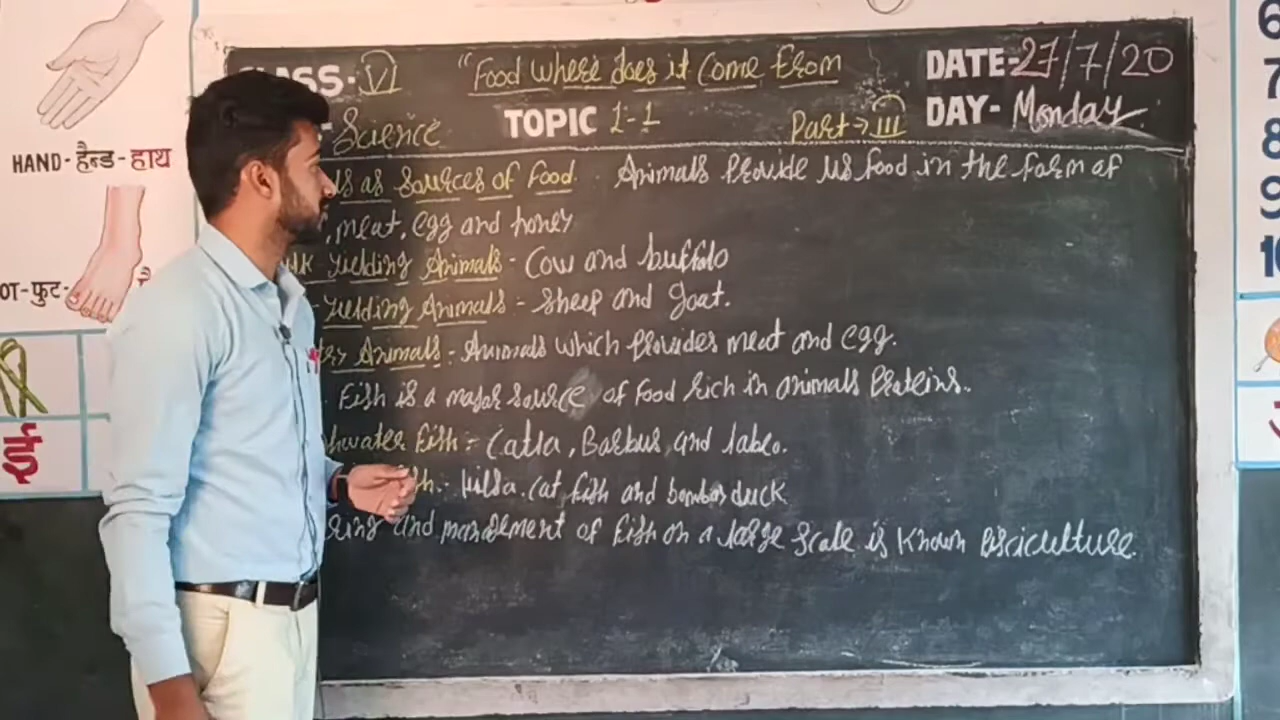 CLASS-VI "Food where does it come from DATE-27/7/20
Science TOPIC 1-1 Part→III DAY-Monday
as sources of food. Animals Provide us food in the form of
, meat, egg and honey
Yielding Animals - Cow and buffalo
- Yielding Animals - sheep and goat.
Animals - Animals which Provides meat and egg.
Fish is a major source of food rich in animals Proteins.
fish :- Catla, Barbus and labeo.
:- hilsa. Cat fish and bombay duck
and of fish on a large scale is known Pisciculture.
HAND-हैन्ड-हाथ
-फुट-
ई
6
7
8
9
10